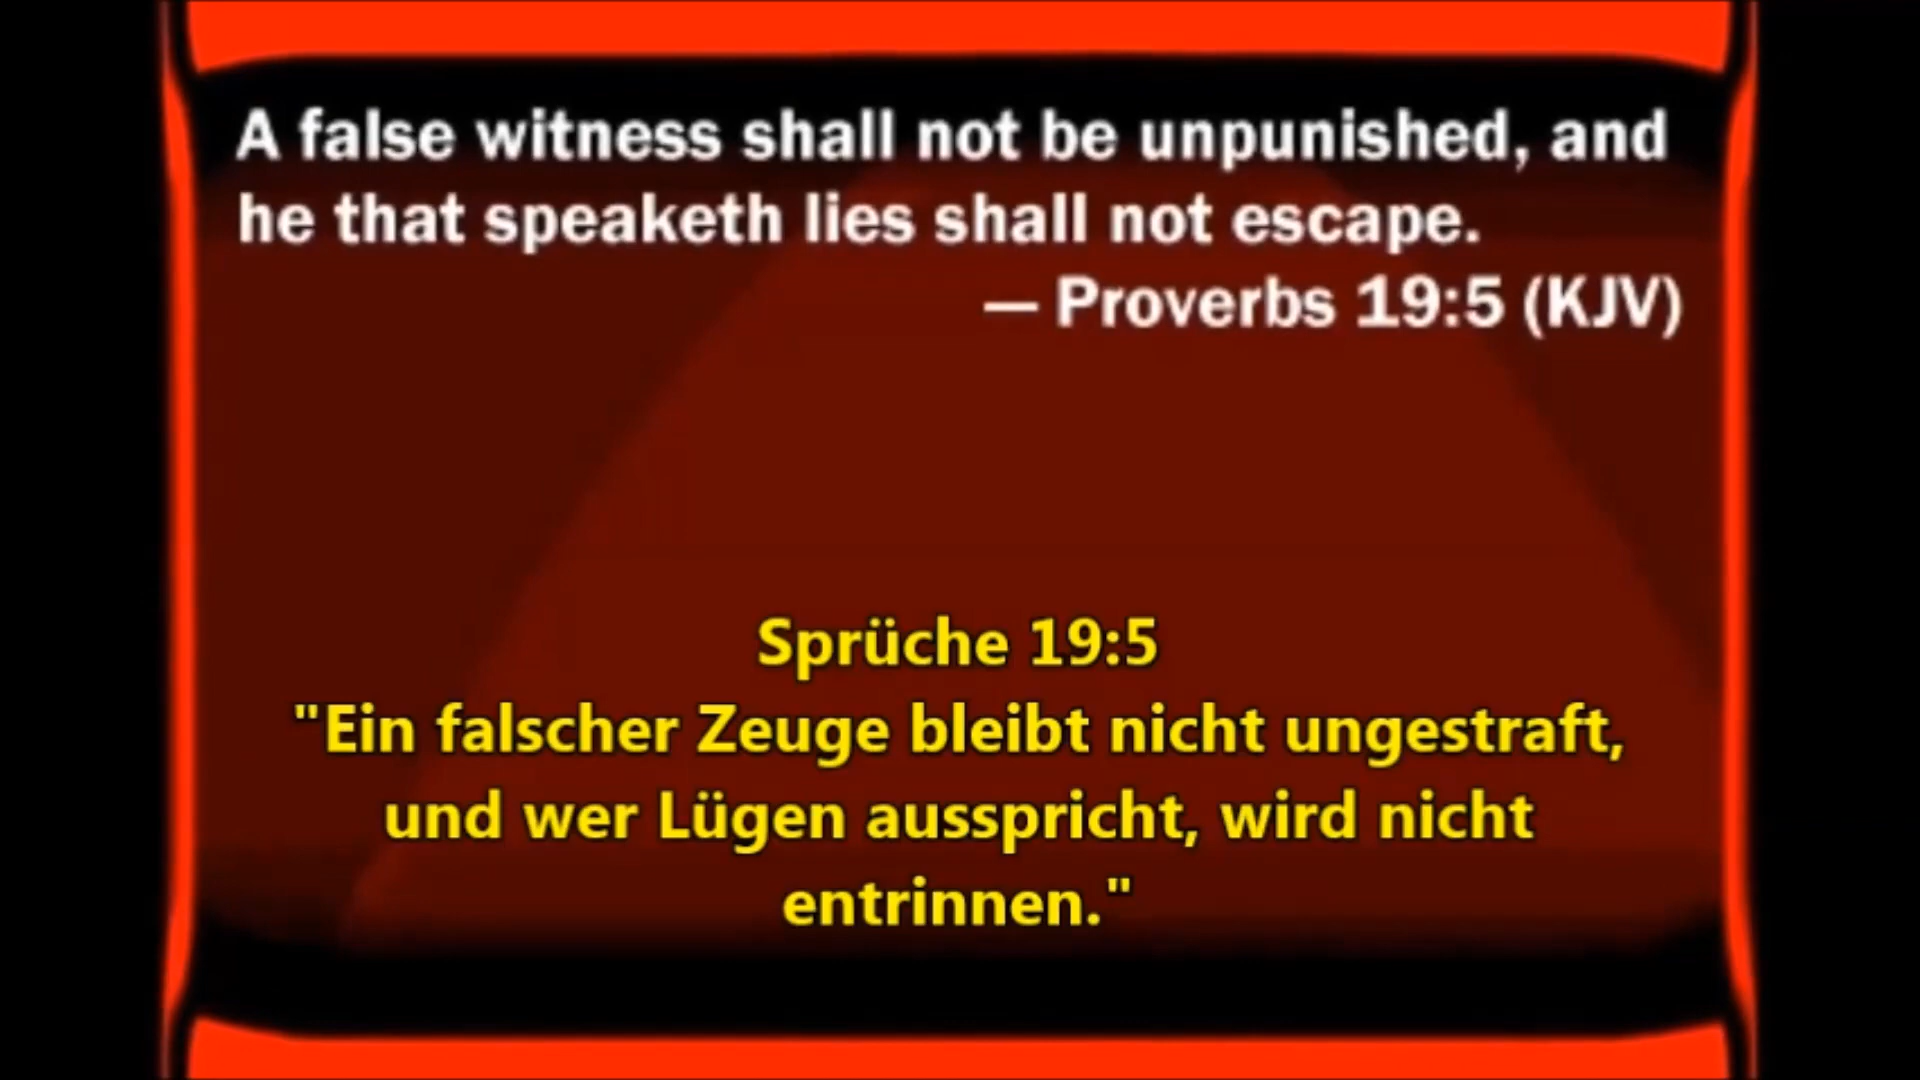 A false witness shall not be unpunished, and
he that speaketh lies shall not escape.
— Proverbs 19:5 (KJV)
Sprüche 19:5
"Ein falscher Zeuge bleibt nicht ungestraft,
und wer Lügen ausspricht, wird nicht
entrinnen."